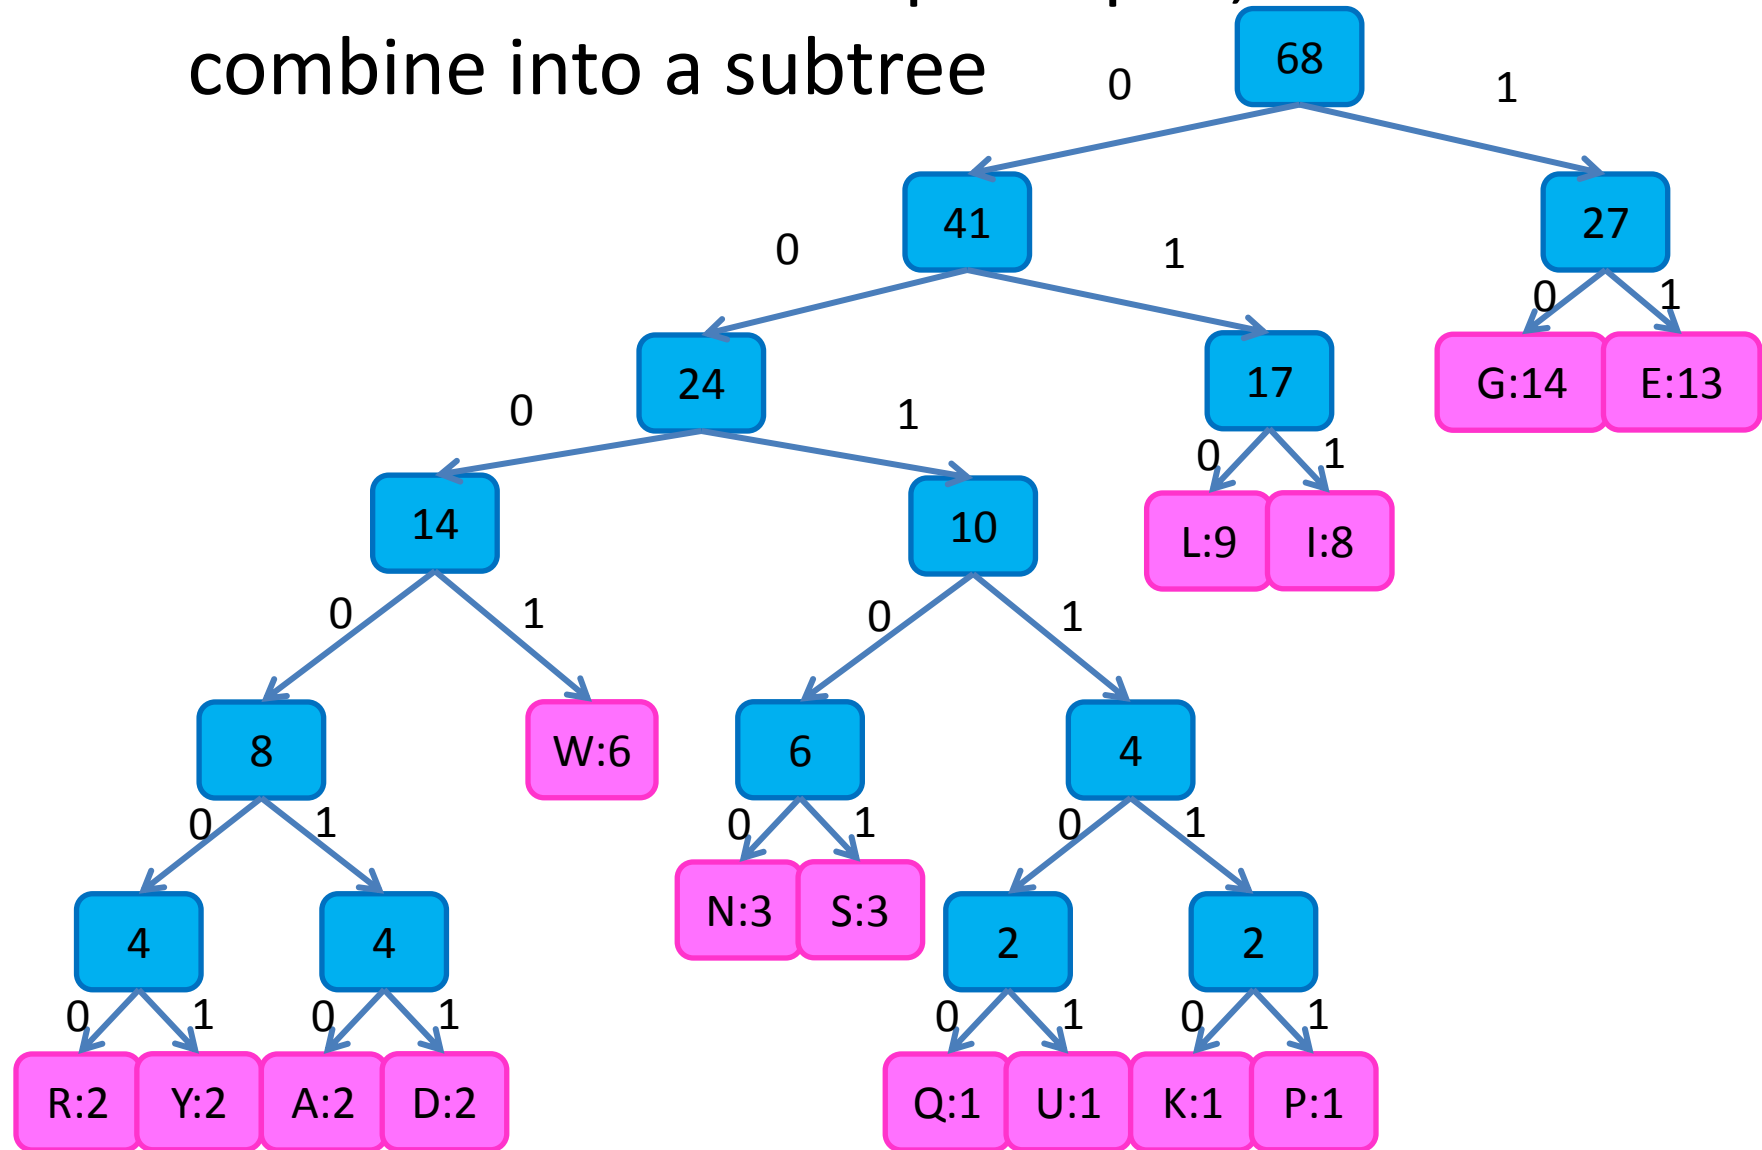 combine into a subtree
68
0 1
41 27
0 1 0 1
24 17 G:14 E:13
0 1 0 1
14 10 L:9 I:8
0 1 0 1
8 W:6 6 4
0 1 0 1 0 1
4 4 N:3 S:3 2 2
0 1 0 1 0 1 0 1
R:2 Y:2 A:2 D:2 Q:1 U:1 K:1 P:1